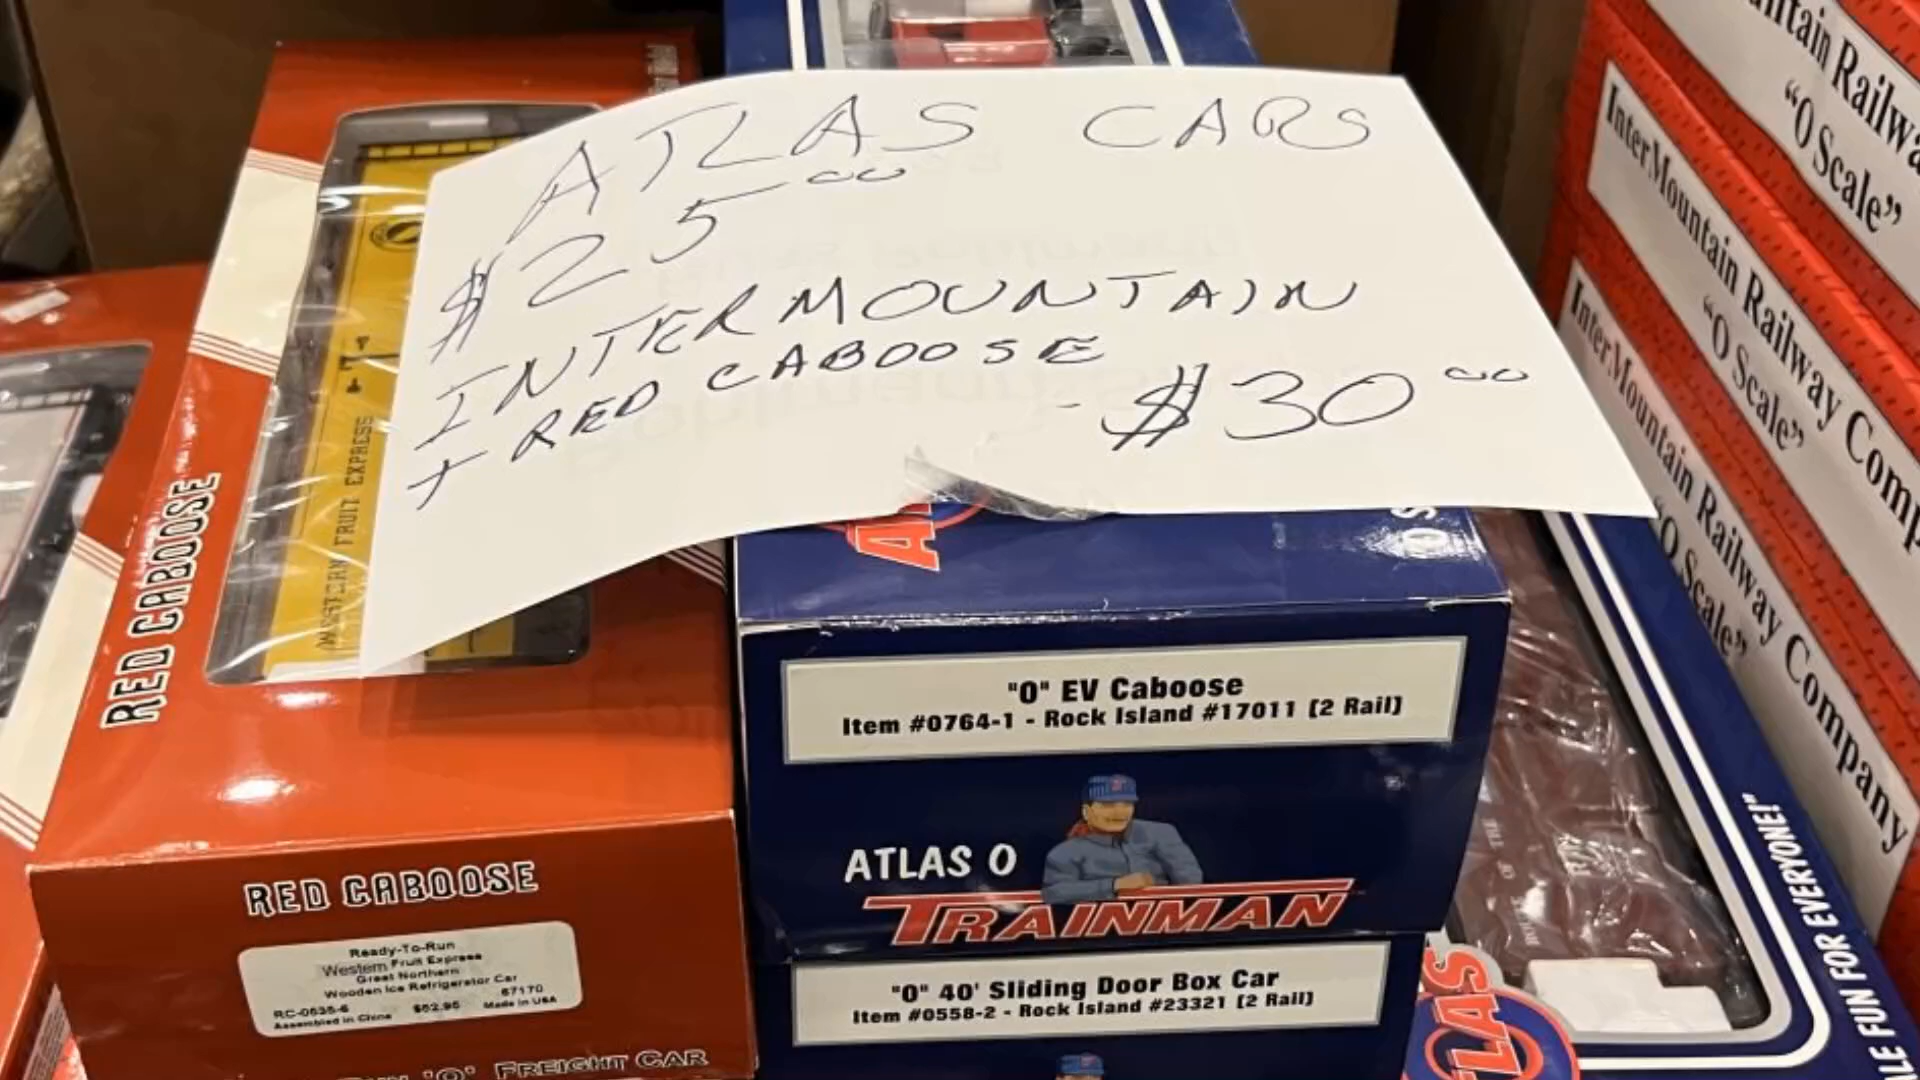 ATLAS CARS
$25 00
INTERMOUNTAIN
+ RED CABOOSE
- $30 00
RED CABOOSE
WESTERN FRUIT EXPRESS
RED CABOOSE
Ready-To-Run
Western Fruit Express
Great Northern
Wooden Ice Refrigerator Car
RC-0535-6 $52.95 67170
Assembled in China Made in USA
'O' FREIGHT CAR
"O" EV Caboose
Item #0764-1 - Rock Island #17011 (2 Rail)
ATLAS O
TRAINMAN
"O" 40' Sliding Door Box Car
Item #0558-2 - Rock Island #23321 (2 Rail)
FUN FOR EVERYONE!"
"O Scale"
InterMountain Railway Comp
"O Scale"
InterMountain Railway Company
"O Scale"